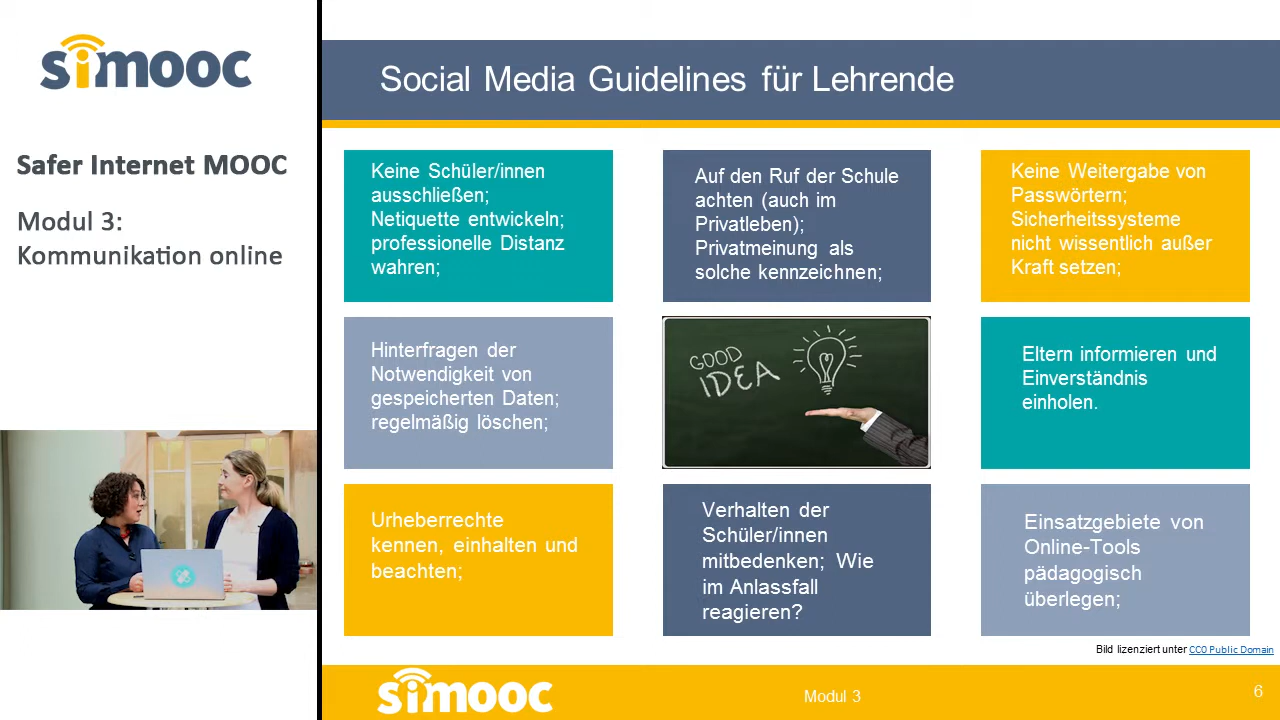 simooc
Safer Internet MOOC
Modul 3:
Kommunikation online
Social Media Guidelines für Lehrende
Keine Schüler/innen
ausschließen;
Netiquette entwickeln;
professionelle Distanz
wahren;
Auf den Ruf der Schule
achten (auch im
Privatleben);
Privatmeinung als
solche kennzeichnen;
Keine Weitergabe von
Passwörtern;
Sicherheitssysteme
nicht wissentlich außer
Kraft setzen;
Hinterfragen der
Notwendigkeit von
gespeicherten Daten;
regelmäßig löschen;
GOOD
IDEA
Eltern informieren und
Einverständnis
einholen.
Urheberrechte
kennen, einhalten und
beachten;
Verhalten der
Schüler/innen
mitbedenken; Wie
im Anlassfall
reagieren?
Einsatzgebiete von
Online-Tools
pädagogisch
überlegen;
Bild lizenziert unter CC0 Public Domain
simooc
Modul 3
6